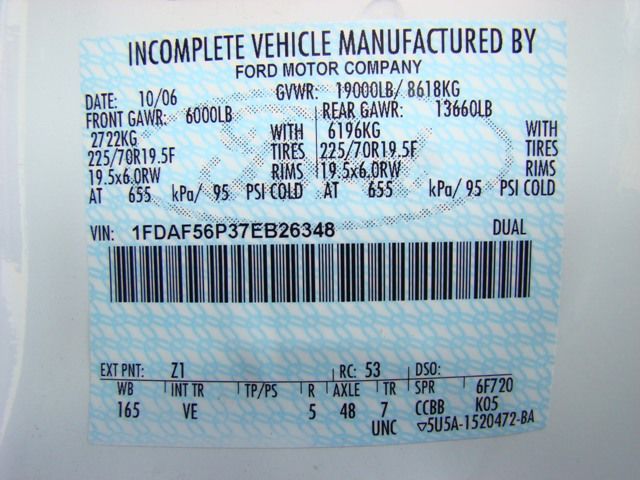 INCOMPLETE VEHICLE MANUFACTURED BY
FORD MOTOR COMPANY
DATE: 10/06 GVWR: 19000LB/ 8618KG
FRONT GAWR: 6000LB REAR GAWR: 13660LB
2722KG WITH 6196KG WITH
225/70R19.5F TIRES 225/70R19.5F TIRES
19.5x6.0RW RIMS 19.5x6.0RW RIMS
AT 655 kPa/ 95 PSI COLD AT 655 kPa/ 95 PSI COLD
VIN: 1FDAF56P37EB26348 DUAL
EXT PNT: Z1 RC: 53 DSO:
WB INT TR TP/PS R AXLE TR SPR 6F720
165 VE 5 48 7 CCBB K05
UNC ▽5U5A-1520472-BA